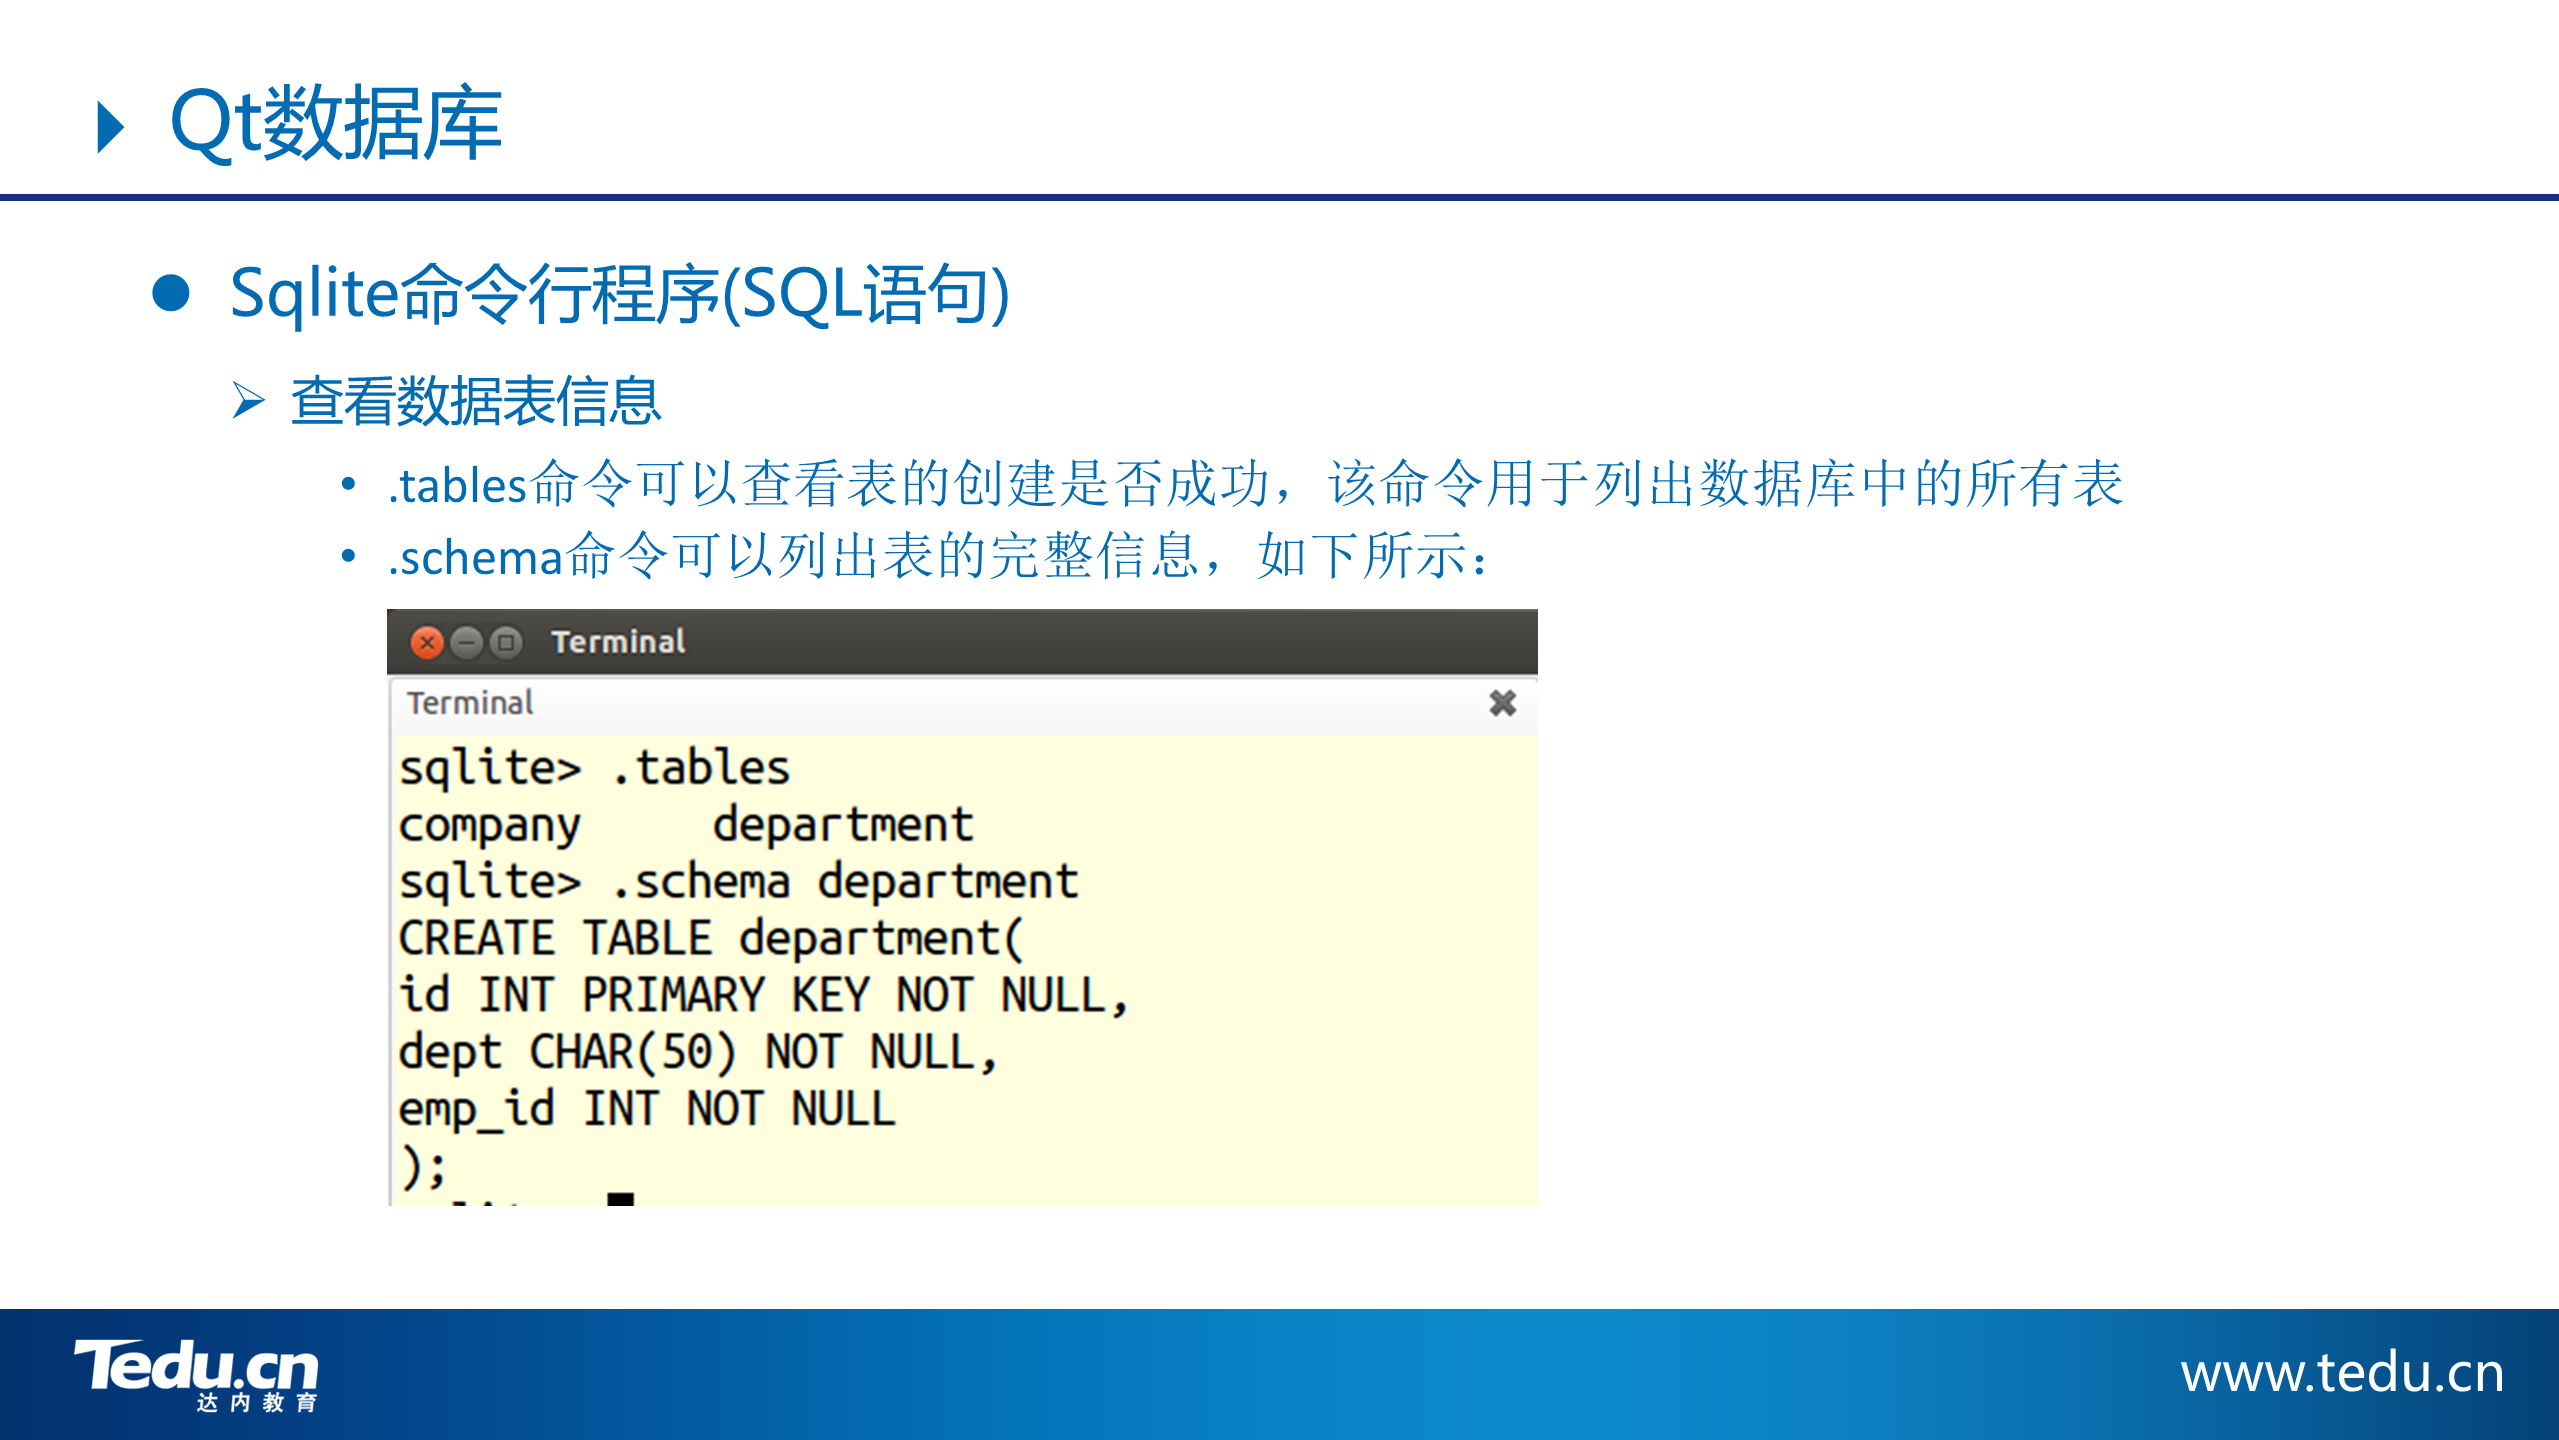 Qt数据库
Sqlite命令行程序(SQL语句)
查看数据表信息
.tables命令可以查看表的创建是否成功，该命令用于列出数据库中的所有表
.schema命令可以列出表的完整信息，如下所示：
Terminal
Terminal
sqlite> .tables
company     department
sqlite> .schema department
CREATE TABLE department(
id INT PRIMARY KEY NOT NULL,
dept CHAR(50) NOT NULL,
emp_id INT NOT NULL
);
Tedu.cn
达内教育
www.tedu.cn